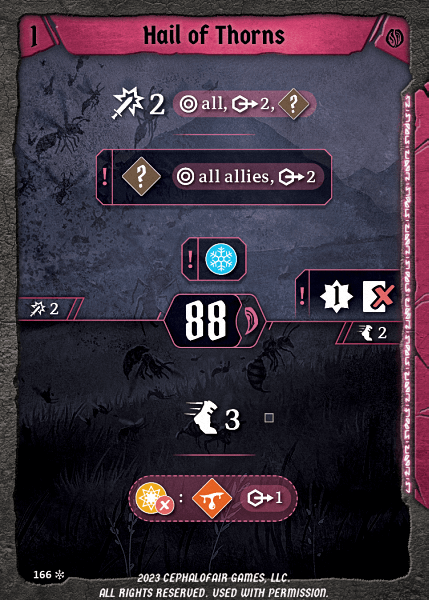 1
Hail of Thorns
2
all, 2, ?
! ? all allies, 2
!
! 1
2
88
2
3
: 1
166
2023 CEPHALOFAIR GAMES, LLC.
ALL RIGHTS RESERVED. USED WITH PERMISSION.